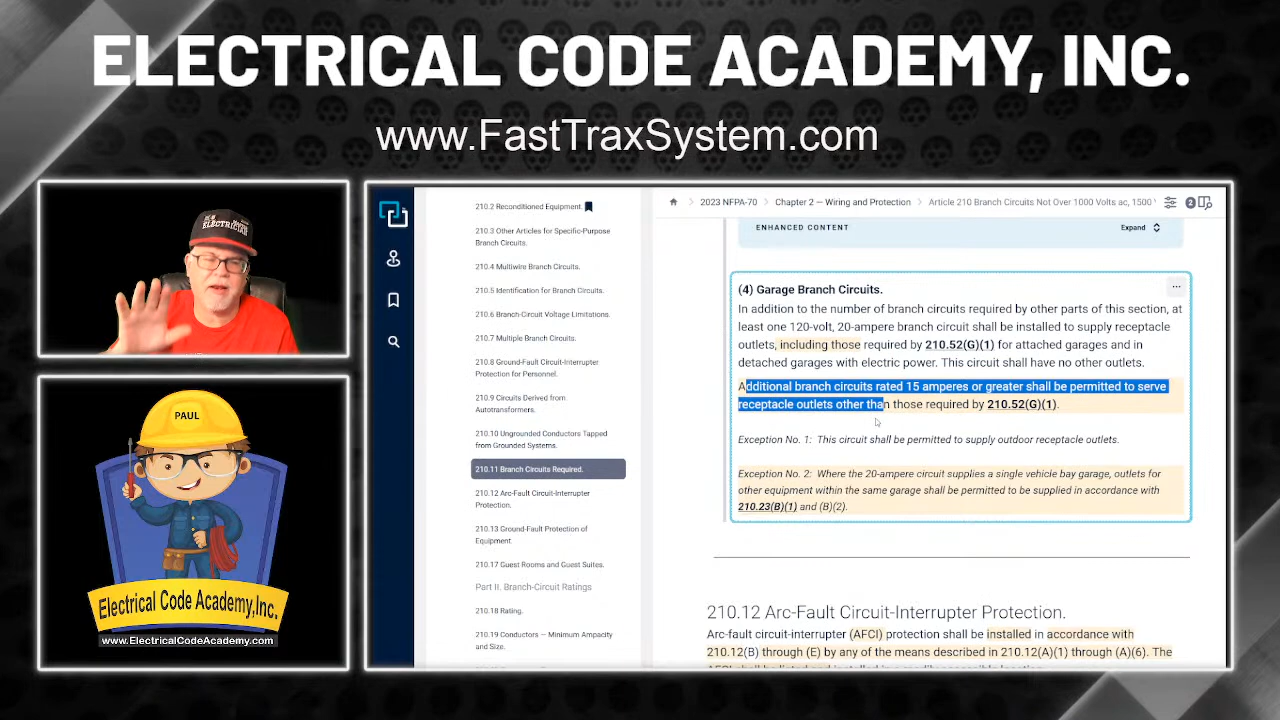 ELECTRICAL CODE ACADEMY, INC.
www.FastTraxSystem.com
ELECTRICIAN
PAUL
Electrical Code Academy, Inc.
www.ElectricalCodeAcademy.com
210.2 Reconditioned Equipment.
210.3 Other Articles for Specific-Purpose
Branch Circuits.
210.4 Multiwire Branch Circuits.
210.5 Identification for Branch Circuits.
210.6 Branch-Circuit Voltage Limitations.
210.7 Multiple Branch Circuits.
210.8 Ground-Fault Circuit-Interrupter
Protection for Personnel.
210.9 Circuits Derived from
Autotransformers.
210.10 Ungrounded Conductors Tapped
from Grounded Systems.
210.11 Branch Circuits Required.
210.12 Arc-Fault Circuit-Interrupter
Protection.
210.13 Ground-Fault Protection of
Equipment.
210.17 Guest Rooms and Guest Suites.
Part II. Branch-Circuit Ratings
210.18 Rating.
210.19 Conductors — Minimum Ampacity
and Size.
2023 NFPA-70 > Chapter 2 — Wiring and Protection > Article 210 Branch Circuits Not Over 1000 Volts ac, 1500
2
ENHANCED CONTENT
Expand
(4) Garage Branch Circuits.
In addition to the number of branch circuits required by other parts of this section, at
least one 120-volt, 20-ampere branch circuit shall be installed to supply receptacle
outlets, including those required by 210.52(G)(1) for attached garages and in
detached garages with electric power. This circuit shall have no other outlets.
Additional branch circuits rated 15 amperes or greater shall be permitted to serve
receptacle outlets other than those required by 210.52(G)(1).
Exception No. 1: This circuit shall be permitted to supply outdoor receptacle outlets.
Exception No. 2: Where the 20-ampere circuit supplies a single vehicle bay garage, outlets for
other equipment within the same garage shall be permitted to be supplied in accordance with
210.23(B)(1) and (B)(2).
210.12 Arc-Fault Circuit-Interrupter Protection.
Arc-fault circuit-interrupter (AFCI) protection shall be installed in accordance with
210.12(B) through (E) by any of the means described in 210.12(A)(1) through (A)(6). The
AFCI shall be listed and installed in a readily accessible location.